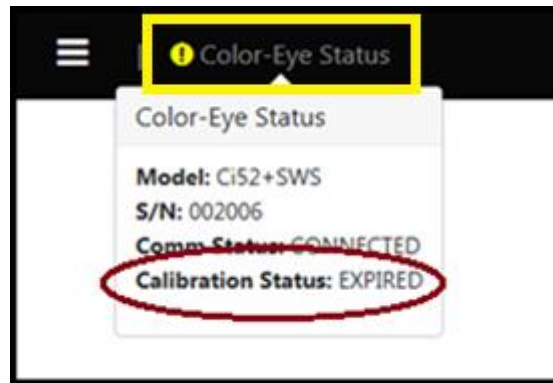 Color-Eye Status
Color-Eye Status
Model: Ci52+SWS
S/N: 002006
Comm Status: CONNECTED
Calibration Status: EXPIRED